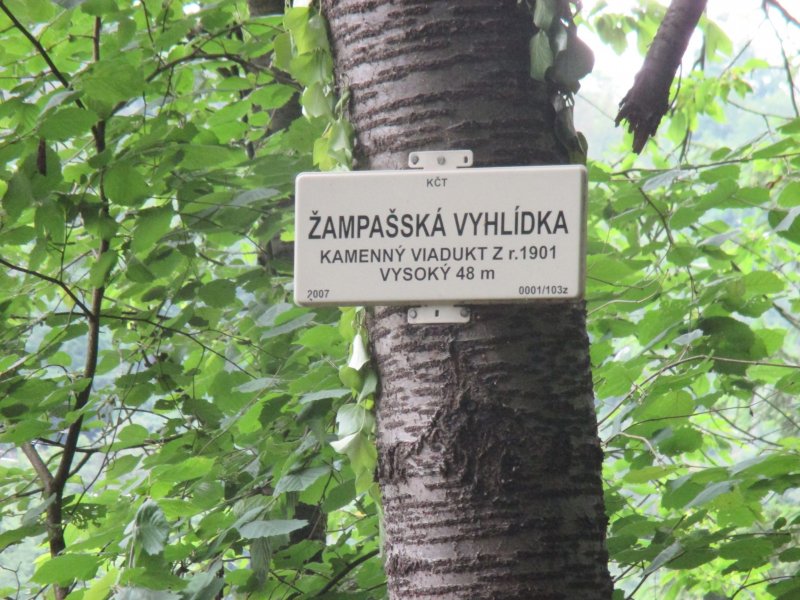 KČT
ŽAMPAŠSKÁ VYHLÍDKA
KAMENNÝ VIADUKT Z r.1901
VYSOKÝ 48 m
2007 0001/103z